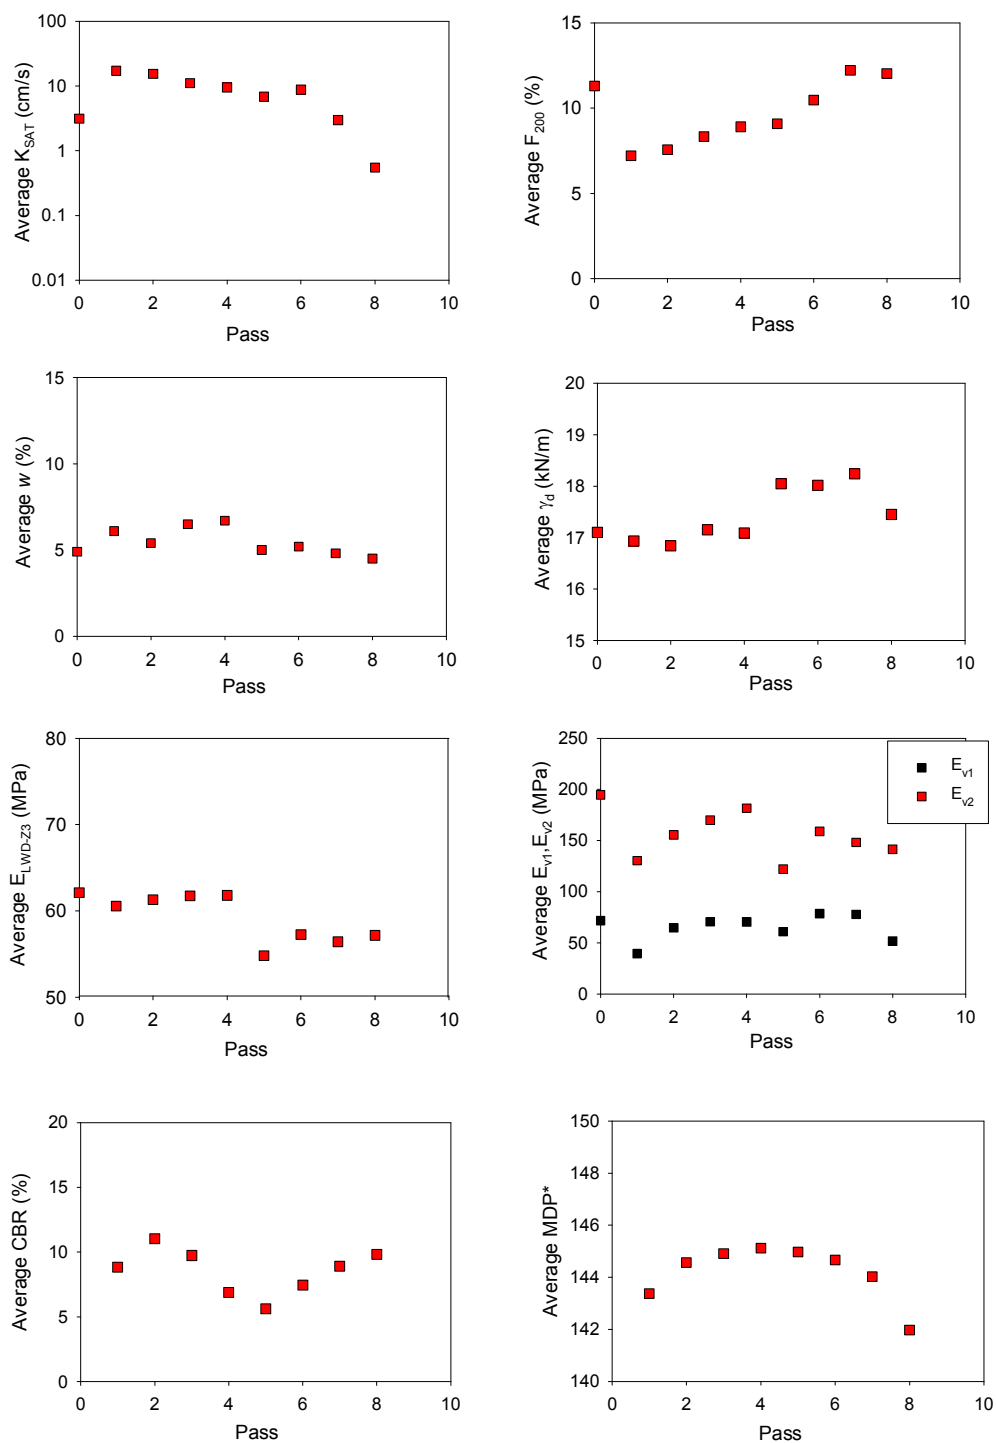 100
10
1
0.1
0.01
Average K_SAT (cm/s)
0 2 4 6 8 10
Pass
15
10
5
0
Average F_200 (%)
0 2 4 6 8 10
Pass
15
10
5
0
Average w (%)
0 2 4 6 8 10
Pass
20
19
18
17
16
15
Average γ_d (kN/m)
0 2 4 6 8 10
Pass
80
70
60
50
Average E_LWD-Z3 (MPa)
0 2 4 6 8 10
Pass
250
200
150
100
50
0
Average E_v1,E_v2 (MPa)
E_v1
E_v2
0 2 4 6 8 10
Pass
20
15
10
5
0
Average CBR (%)
0 2 4 6 8 10
Pass
150
148
146
144
142
140
Average MDP*
0 2 4 6 8 10
Pass